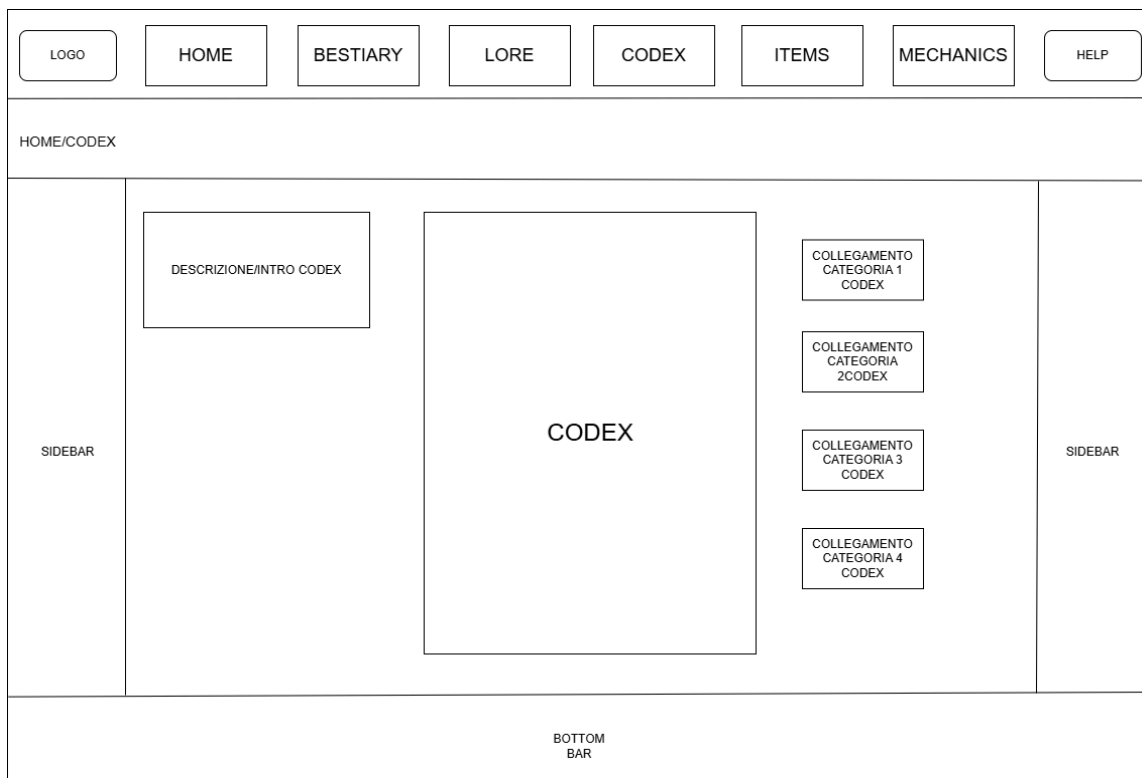 LOGO
HOME
BESTIARY
LORE
CODEX
ITEMS
MECHANICS
HELP
HOME/CODEX
SIDEBAR
DESCRIZIONE/INTRO CODEX
CODEX
COLLEGAMENTO
CATEGORIA 1
CODEX
COLLEGAMENTO
CATEGORIA
2CODEX
COLLEGAMENTO
CATEGORIA 3
CODEX
COLLEGAMENTO
CATEGORIA 4
CODEX
SIDEBAR
BOTTOM
BAR